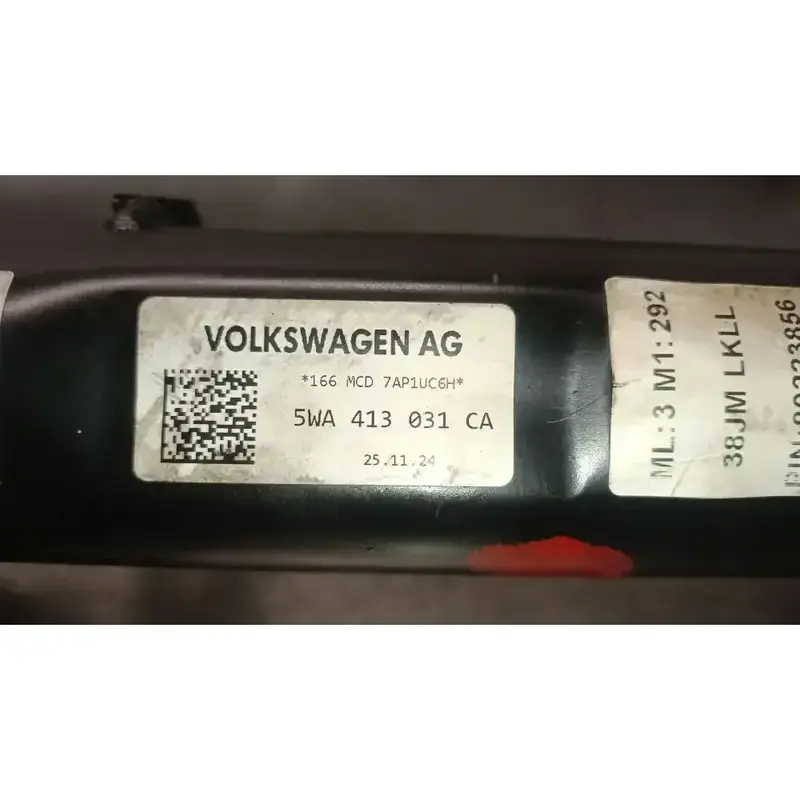 VOLKSWAGEN AG
*166 MCD 7AP1UC6H*
5WA 413 031 CA
25.11.24
ML.:3 M1:292
38JM LKLL